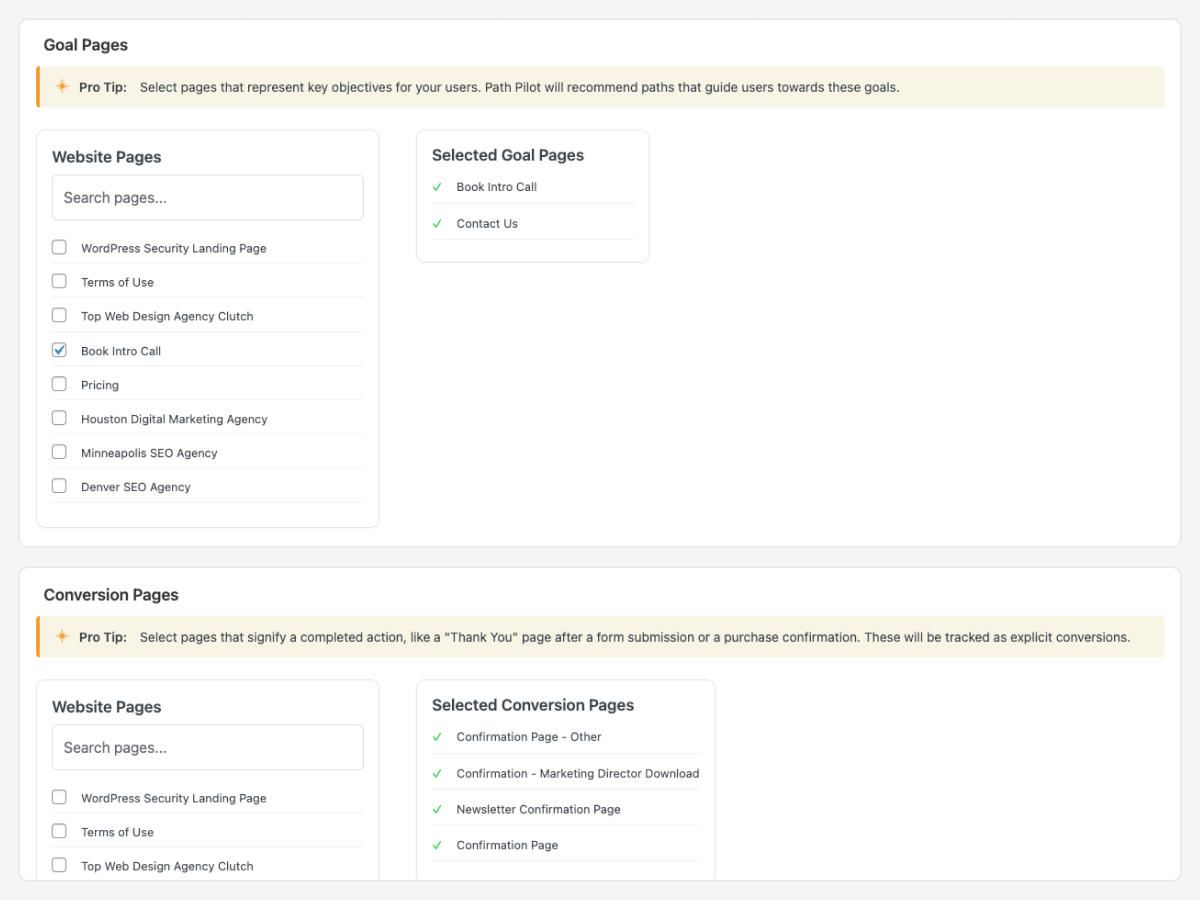 Goal Pages
Pro Tip: Select pages that represent key objectives for your users. Path Pilot will recommend paths that guide users towards these goals.
Website Pages
Search pages...
WordPress Security Landing Page
Terms of Use
Top Web Design Agency Clutch
Book Intro Call
Pricing
Houston Digital Marketing Agency
Minneapolis SEO Agency
Denver SEO Agency
Selected Goal Pages
Book Intro Call
Contact Us
Conversion Pages
Pro Tip: Select pages that signify a completed action, like a "Thank You" page after a form submission or a purchase confirmation. These will be tracked as explicit conversions.
Website Pages
Search pages...
WordPress Security Landing Page
Terms of Use
Top Web Design Agency Clutch
Selected Conversion Pages
Confirmation Page - Other
Confirmation - Marketing Director Download
Newsletter Confirmation Page
Confirmation Page